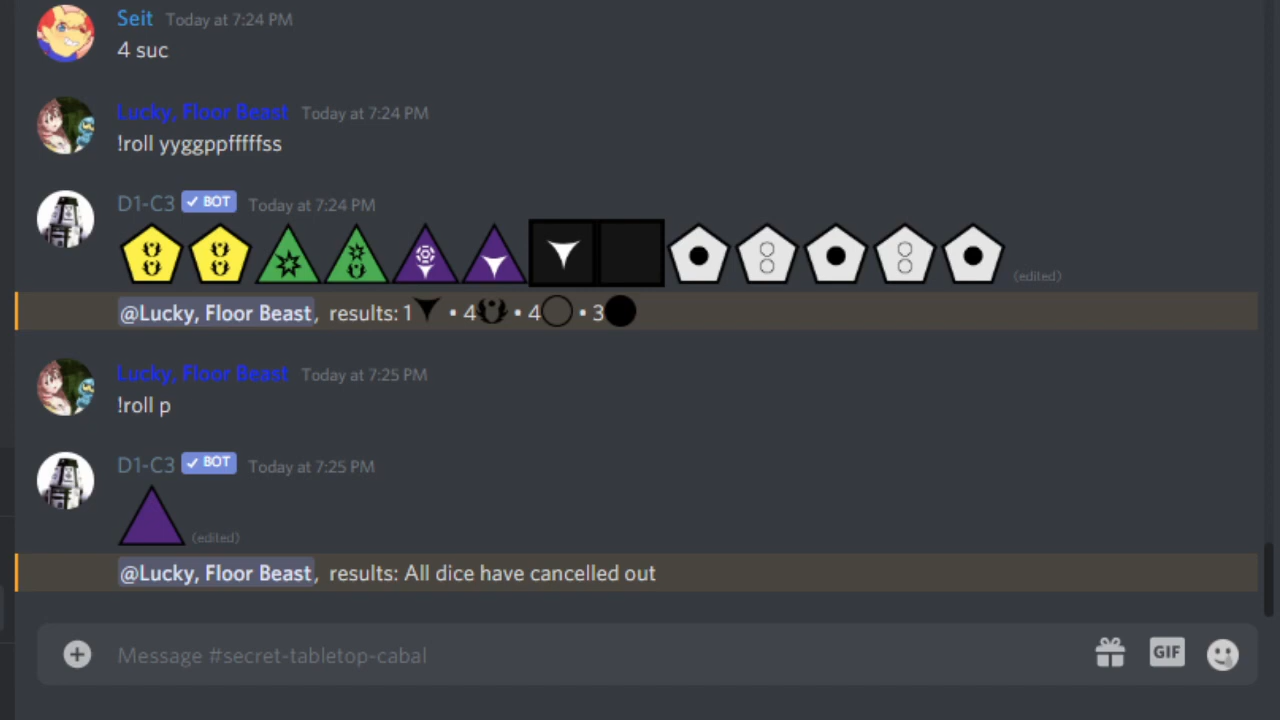 Seit Today at 7:24 PM
4 suc
Lucky, Floor Beast Today at 7:24 PM
!roll yyggppfffffss
D1-C3 ✓ BOT Today at 7:24 PM
(edited)
@Lucky, Floor Beast, results: 1 • 4 • 4 • 3
Lucky, Floor Beast Today at 7:25 PM
!roll p
D1-C3 ✓ BOT Today at 7:25 PM
(edited)
@Lucky, Floor Beast, results: All dice have cancelled out
Message #secret-tabletop-cabal
GIF